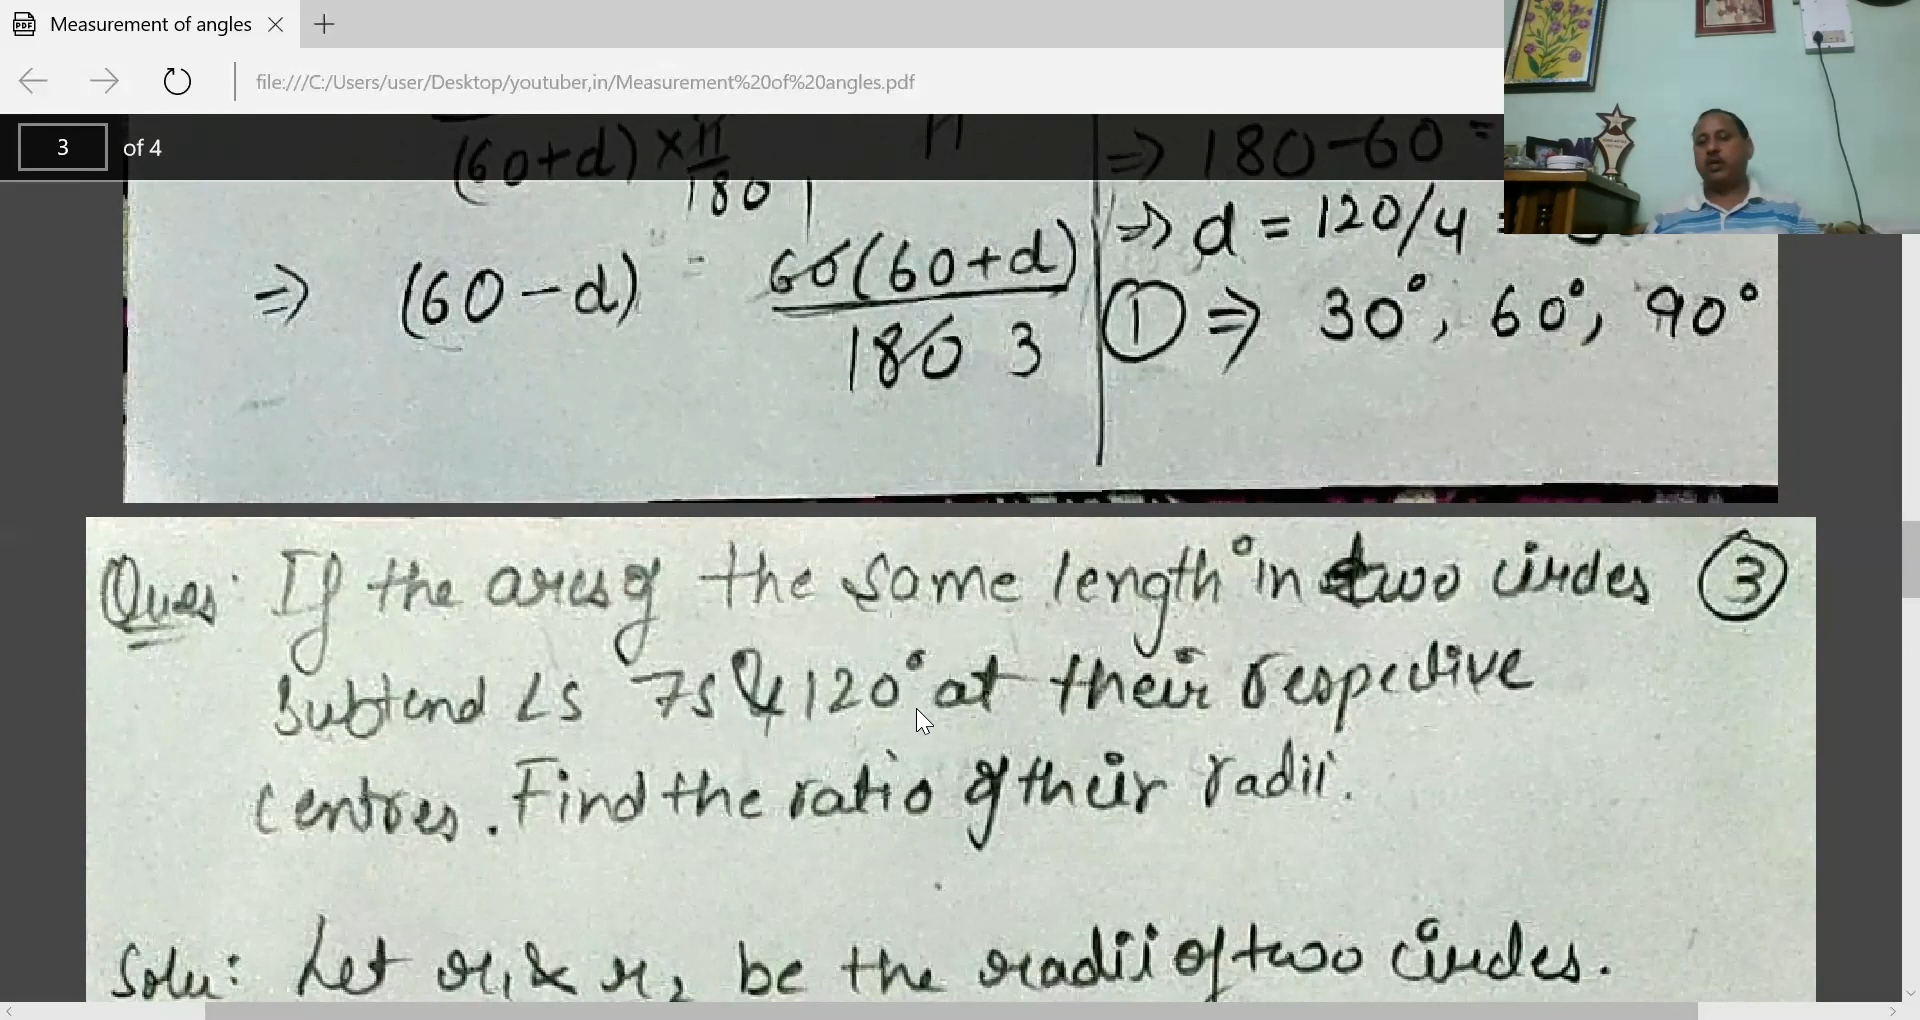 Measurement of angles
file:///C:/Users/user/Desktop/youtuber,in/Measurement%20of%20angles.pdf
3 of 4
(60+d) × π/180
⇒ 180-60 =
⇒ d = 120/4 =
⇒ (60-d) = 60(60+d)/180 3
① ⇒ 30°, 60°, 90°
Ques: If the arcs of the same length in two circles ③
Subtend ∠s 75 & 120° at their respective
Centres. Find the ratio of their radii.
Solu: Let r₁ & r₂ be the radii of two circles.